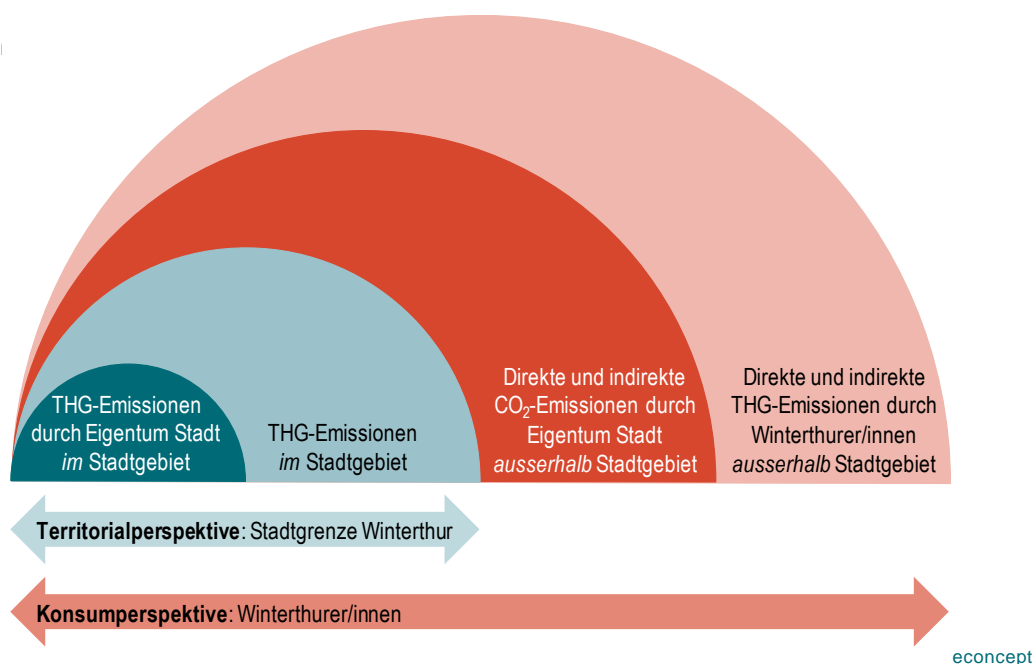 THG-Emissionen
durch Eigentum Stadt
im Stadtgebiet
THG-Emissionen
im Stadtgebiet
Direkte und indirekte
CO₂-Emissionen durch
Eigentum Stadt
ausserhalb Stadtgebiet
Direkte und indirekte
THG-Emissionen durch
Winterthurer/innen
ausserhalb Stadtgebiet
Territorialperspektive: Stadtgrenze Winterthur
Konsumperspektive: Winterthurer/innen
econcept